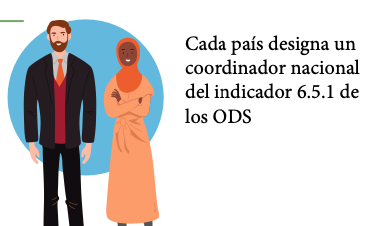 Cada país designa un
coordinador nacional
del indicador 6.5.1 de
los ODS